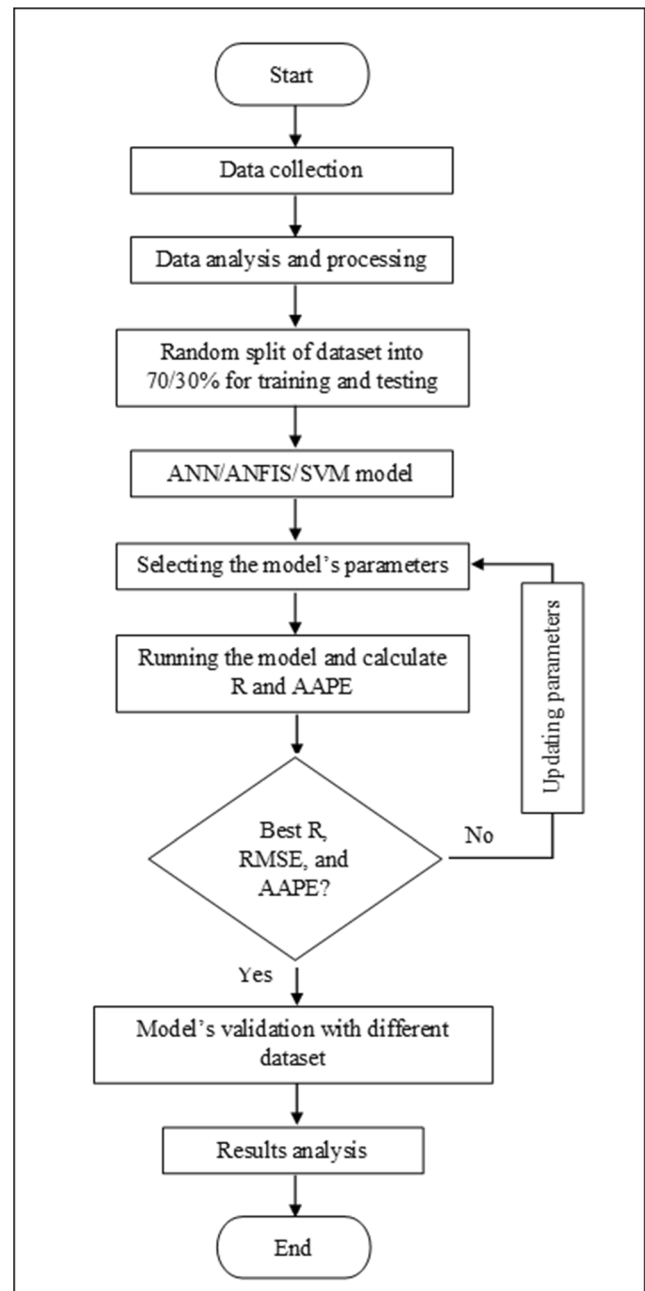 Start
Data collection
Data analysis and processing
Random split of dataset into
70/30% for training and testing
ANN/ANFIS/SVM model
Selecting the model’s parameters
Running the model and calculate
R and AAPE
Updating parameters
Best R,
RMSE, and
AAPE?
No
Yes
Model’s validation with different
dataset
Results analysis
End